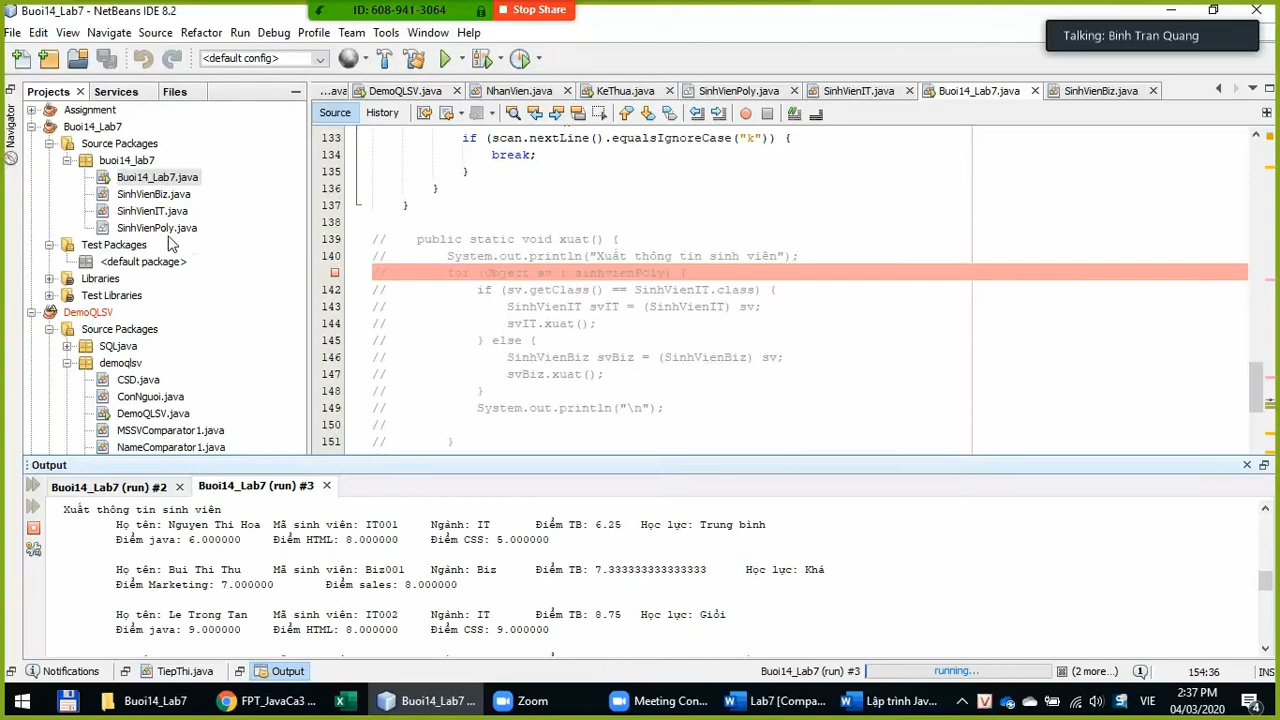 Buoi14_Lab7 - NetBeans IDE 8.2
ID: 608-941-3064
Stop Share
File Edit View Navigate Source Refactor Run Debug Profile Team Tools Window Help
Talking: Binh Tran Quang
<default config>
Projects Services Files
...ava DemoQLSV.java NhanVien.java KeThua.java SinhVienPoly.java SinhVienIT.java Buoi14_Lab7.java SinhVienBiz.java
Source History
Navigator
Assignment
Buoi14_Lab7
Source Packages
buoi14_lab7
Buoi14_Lab7.java
SinhVienBiz.java
SinhVienIT.java
SinhVienPoly.java
Test Packages
<default package>
Libraries
Test Libraries
DemoQLSV
Source Packages
SQLjava
demoqlsv
CSD.java
ConNguoi.java
DemoQLSV.java
MSSVComparator1.java
NameComparator1.java
133 if (scan.nextLine().equalsIgnoreCase("k")) {
134 break;
135 }
136 }
137 }
138
139 // public static void xuat() {
140 // System.out.println("Xuất thông tin sinh viên");
// for (Object sv : sinhvienPoly) {
142 // if (sv.getClass() == SinhVienIT.class) {
143 // SinhVienIT svIT = (SinhVienIT) sv;
144 // svIT.xuat();
145 // } else {
146 // SinhVienBiz svBiz = (SinhVienBiz) sv;
147 // svBiz.xuat();
148 // }
149 // System.out.println("\n");
150 //
151 // }
Output
Buoi14_Lab7 (run) #2 Buoi14_Lab7 (run) #3
Xuất thông tin sinh viên
Họ tên: Nguyen Thi Hoa Mã sinh viên: IT001 Ngành: IT Điểm TB: 6.25 Học lực: Trung bình
Điểm java: 6.000000 Điểm HTML: 8.000000 Điểm CSS: 5.000000
Họ tên: Bui Thi Thu Mã sinh viên: Biz001 Ngành: Biz Điểm TB: 7.333333333333333 Học lực: Khá
Điểm Marketing: 7.000000 Điểm sales: 8.000000
Họ tên: Le Trong Tan Mã sinh viên: IT002 Ngành: IT Điểm TB: 8.75 Học lực: Giỏi
Điểm java: 9.000000 Điểm HTML: 8.000000 Điểm CSS: 9.000000
Notifications TiepThi.java Output Buoi14_Lab7 (run) #3 running... (2 more...) 154:36 INS
Buoi14_Lab7 FPT_JavaCa3 ... Buoi14_Lab7 ... Zoom Meeting Con... Lab7 [Compa... Lập trình Jav... VIE 2:37 PM
04/03/2020 4